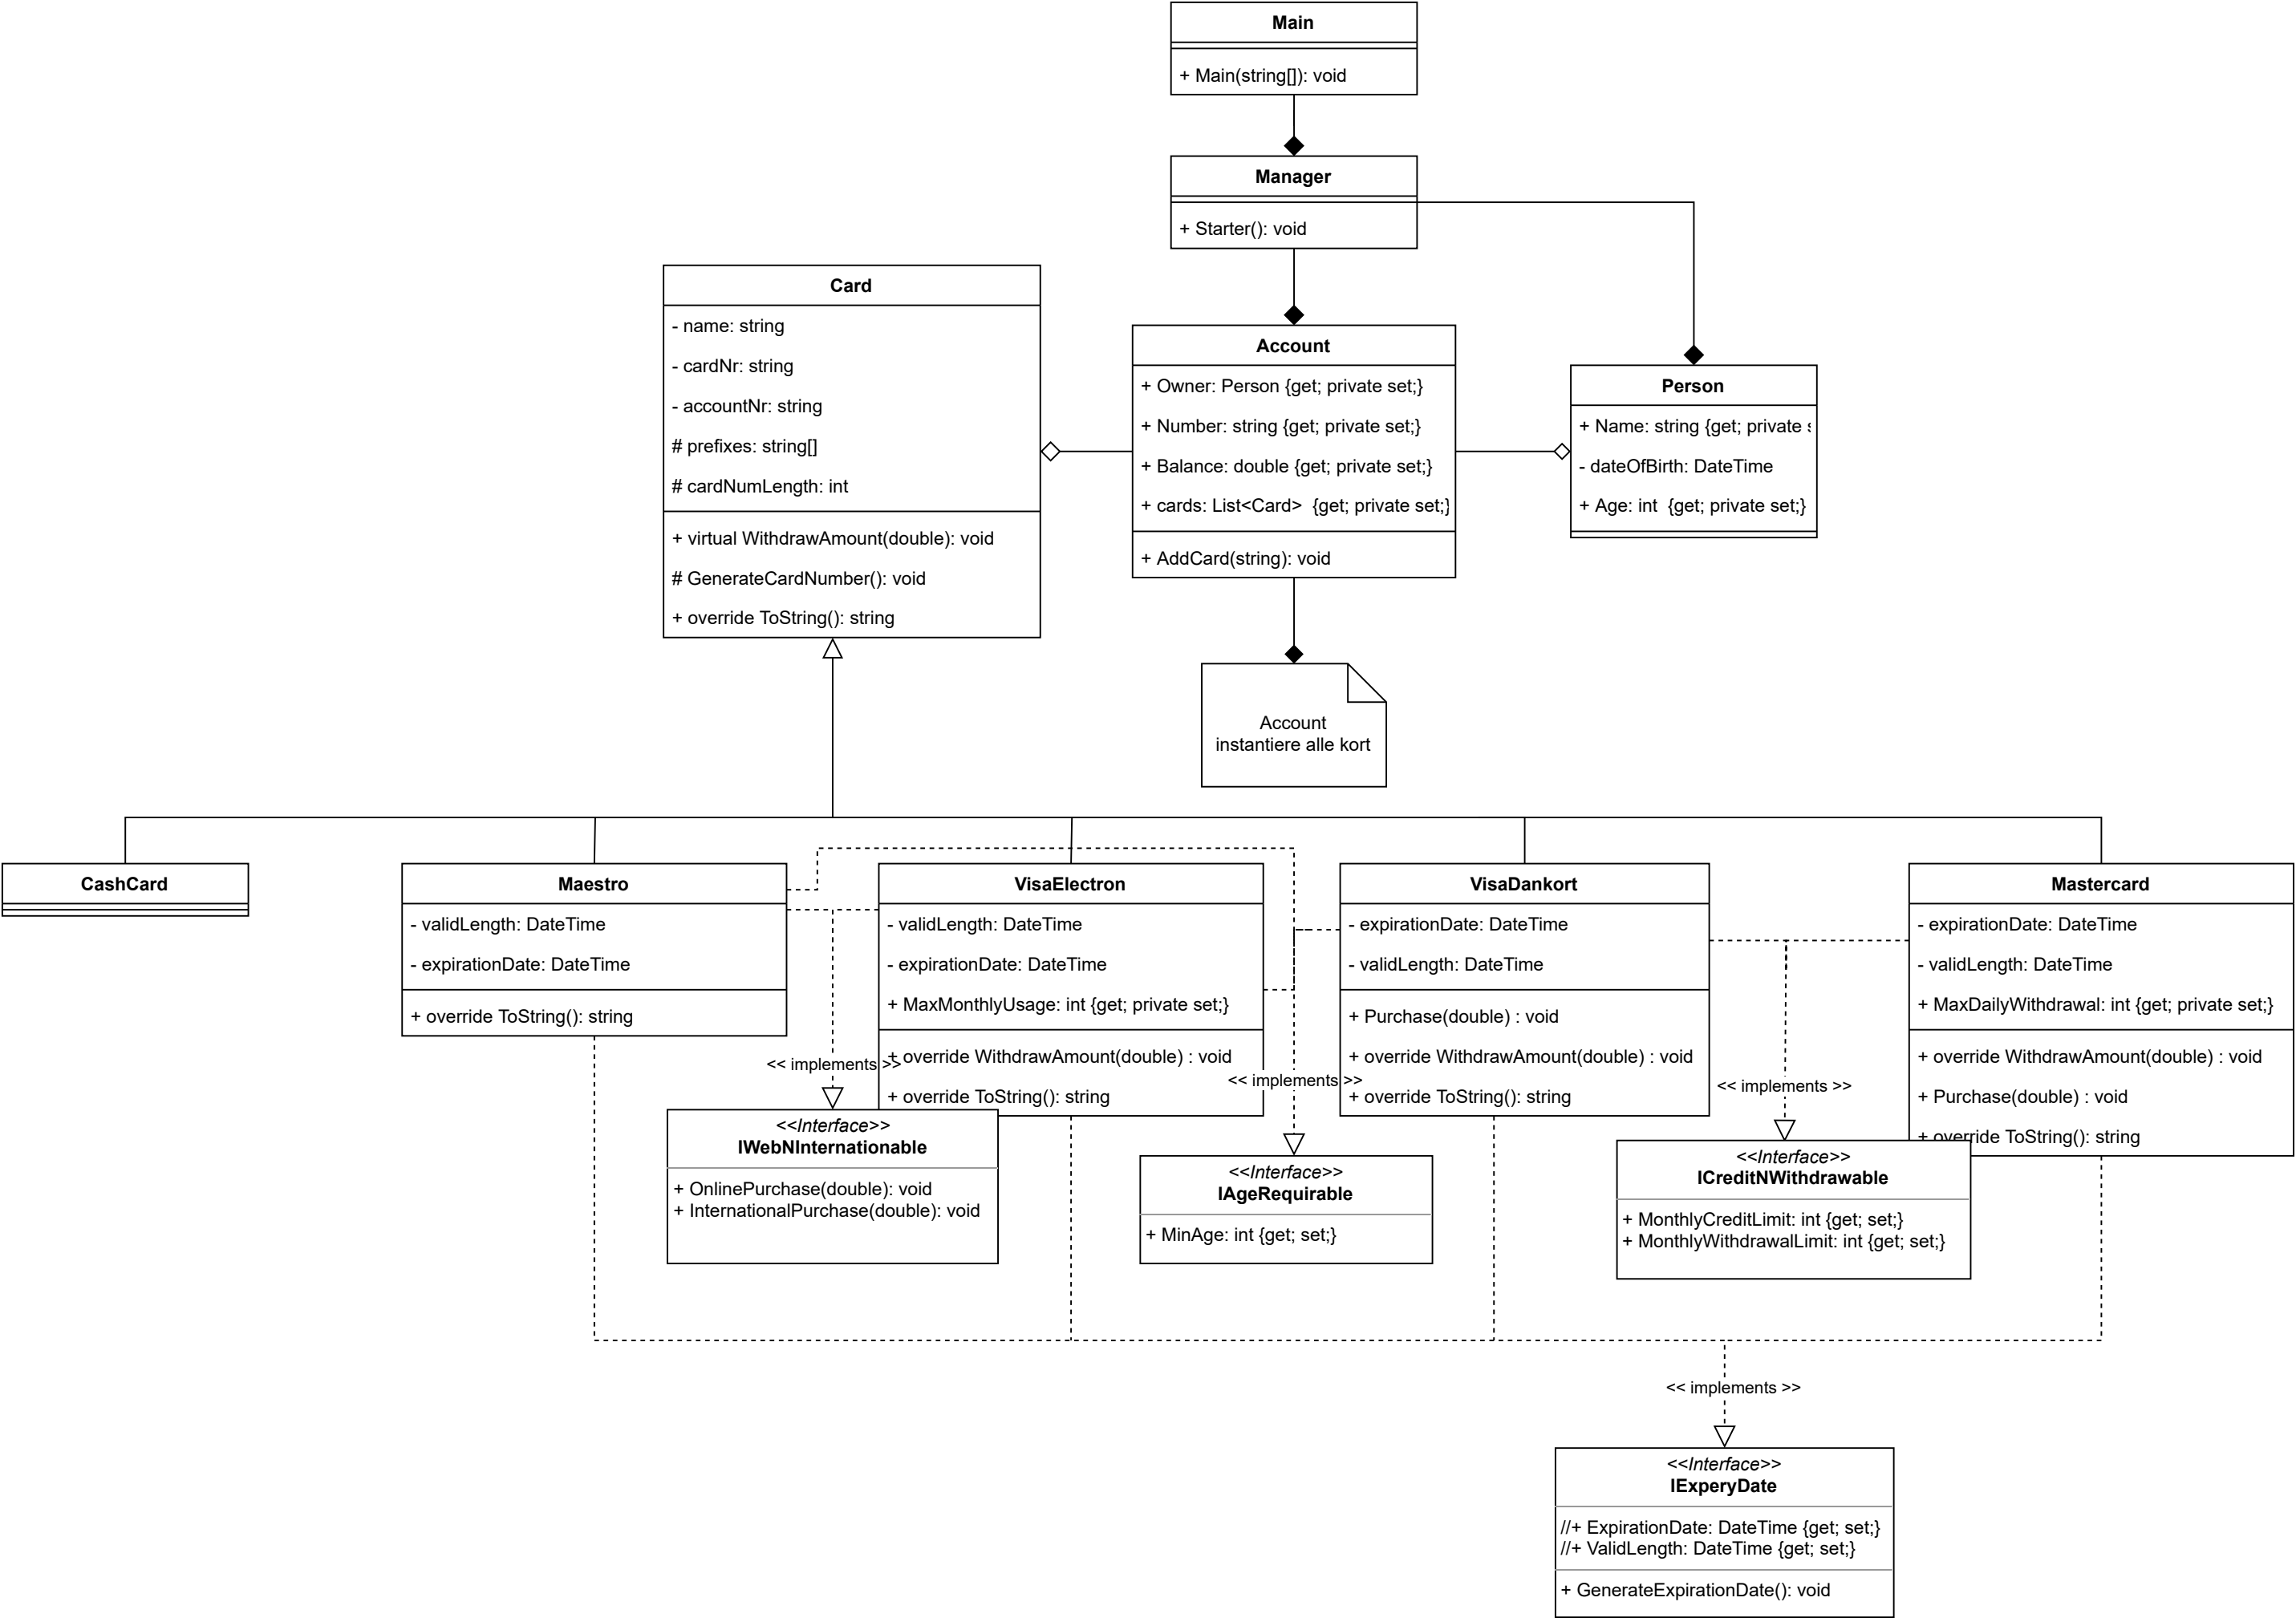 Main
+ Main(string[]): void
Manager
+ Starter(): void
Card
- name: string
- cardNr: string
- accountNr: string
# prefixes: string[]
# cardNumLength: int
+ virtual WithdrawAmount(double): void
# GenerateCardNumber(): void
+ override ToString(): string
Account
+ Owner: Person {get; private set;}
+ Number: string {get; private set;}
+ Balance: double {get; private set;}
+ cards: List<Card>  {get; private set;}
+ AddCard(string): void
Person
+ Name: string {get; private
- dateOfBirth: DateTime
+ Age: int  {get; private set;}
Account
instantiere alle kort
CashCard
Maestro
- validLength: DateTime
- expirationDate: DateTime
+ override ToString(): string
VisaElectron
- validLength: DateTime
- expirationDate: DateTime
+ MaxMonthlyUsage: int {get; private set;}
+ override WithdrawAmount(double) : void
+ override ToString(): string
VisaDankort
- expirationDate: DateTime
- validLength: DateTime
+ Purchase(double) : void
+ override WithdrawAmount(double) : void
+ override ToString(): string
Mastercard
- expirationDate: DateTime
- validLength: DateTime
+ MaxDailyWithdrawal: int {get; private set;}
+ override WithdrawAmount(double) : void
+ Purchase(double) : void
+ override ToString(): string
<< implements >>
<< implements >>
<< implements >>
<<Interface>>
IWebNInternationable
+ OnlinePurchase(double): void
+ InternationalPurchase(double): void
<<Interface>>
IAgeRequirable
+ MinAge: int {get; set;}
<<Interface>>
ICreditNWithdrawable
+ MonthlyCreditLimit: int {get; set;}
+ MonthlyWithdrawalLimit: int {get; set;}
<< implements >>
<<Interface>>
IExperyDate
//+ ExpirationDate: DateTime {get; set;}
//+ ValidLength: DateTime {get; set;}
+ GenerateExpirationDate(): void